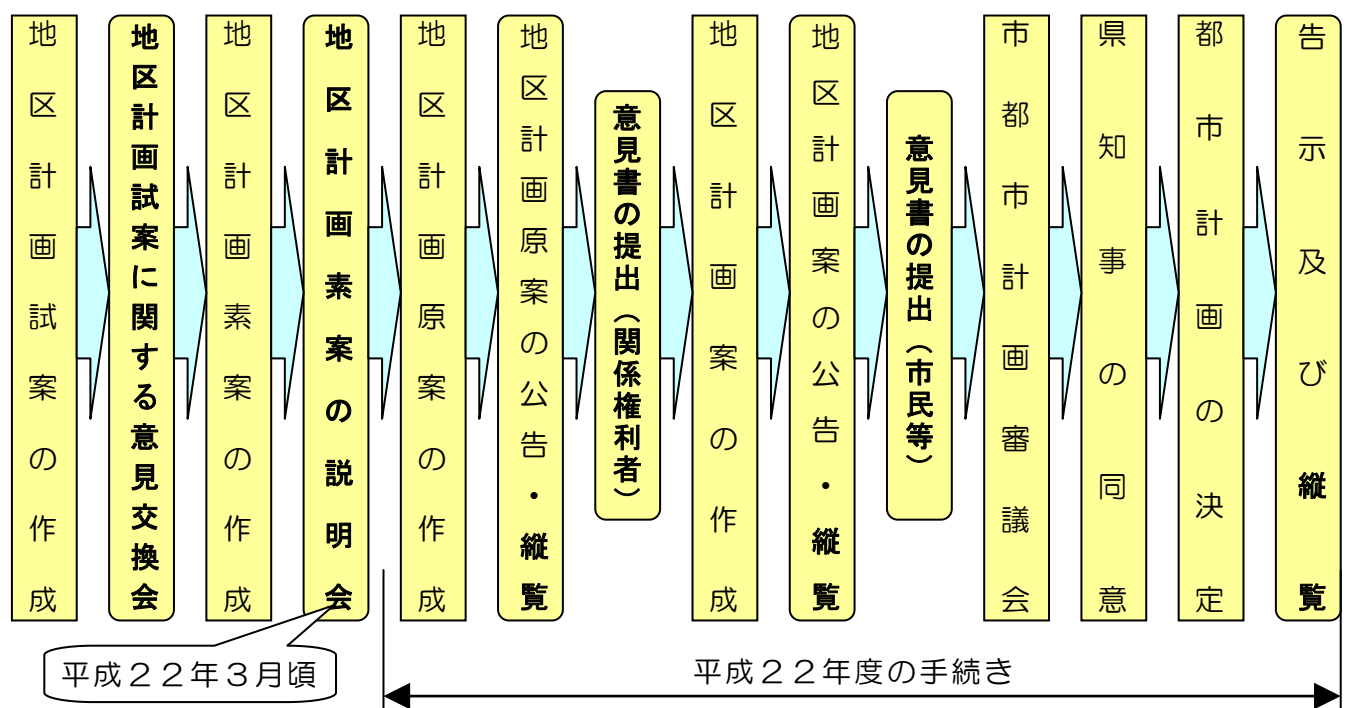 地区計画試案の作成
地区計画試案に関する意見交換会
地区計画素案の作成
地区計画素案の説明会
地区計画原案の作成
地区計画原案の公告・縦覧
意見書の提出（関係権利者）
地区計画案の作成
地区計画案の公告・縦覧
意見書の提出（市民等）
市都市計画審議会
県知事の同意
都市計画の決定
告示及び縦覧
平成２２年３月頃
平成２２年度の手続き